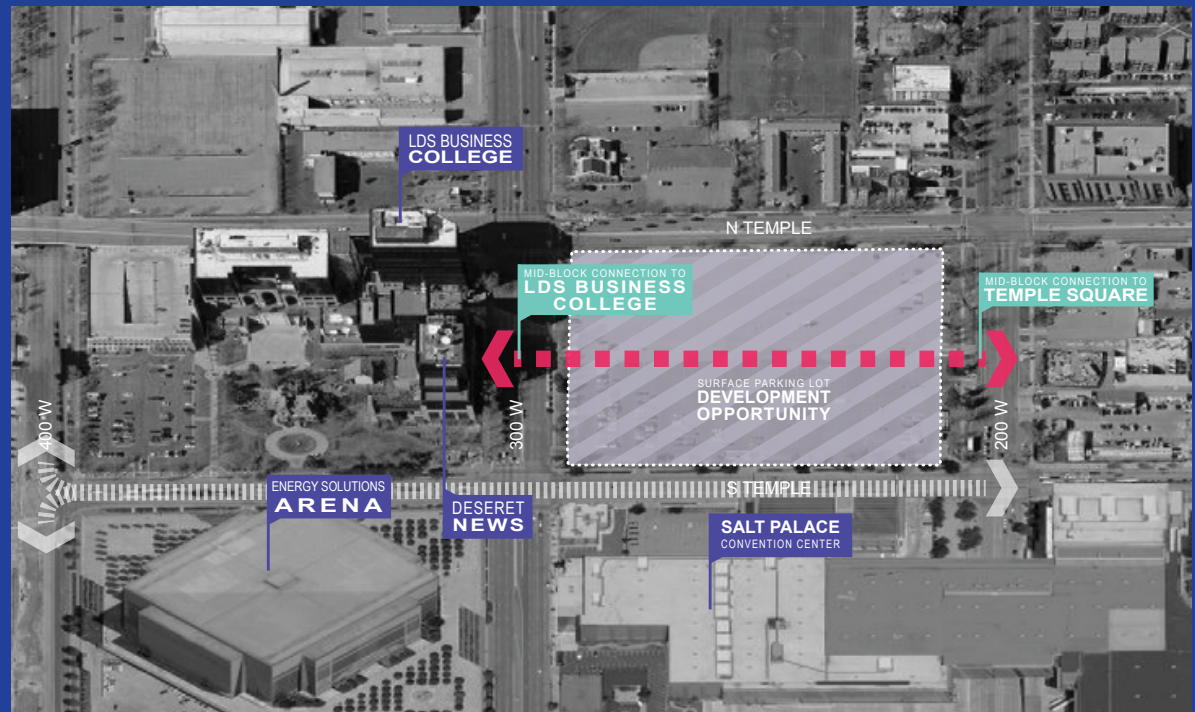 LDS BUSINESS
COLLEGE
N TEMPLE
MID-BLOCK CONNECTION TO
LDS BUSINESS
COLLEGE
MID-BLOCK CONNECTION TO
TEMPLE SQUARE
SURFACE PARKING LOT
DEVELOPMENT
OPPORTUNITY
400 W
300 W
200 W
ENERGY SOLUTIONS
ARENA
DESERET
NEWS
S TEMPLE
SALT PALACE
CONVENTION CENTER